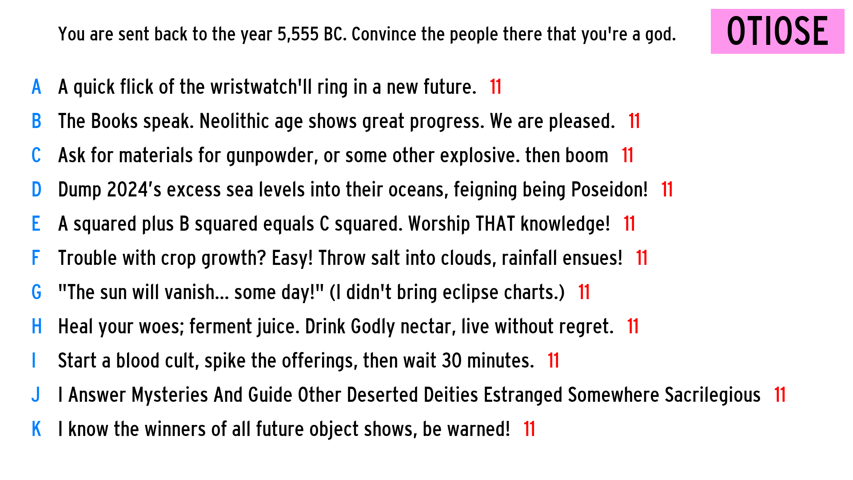 You are sent back to the year 5,555 BC. Convince the people there that you're a god.
OTIOSE
A A quick flick of the wristwatch'll ring in a new future. 11
B The Books speak. Neolithic age shows great progress. We are pleased. 11
C Ask for materials for gunpowder, or some other explosive. then boom 11
D Dump 2024's excess sea levels into their oceans, feigning being Poseidon! 11
E A squared plus B squared equals C squared. Worship THAT knowledge! 11
F Trouble with crop growth? Easy! Throw salt into clouds, rainfall ensues! 11
G "The sun will vanish... some day!" (I didn't bring eclipse charts.) 11
H Heal your woes; ferment juice. Drink Godly nectar, live without regret. 11
I Start a blood cult, spike the offerings, then wait 30 minutes. 11
J I Answer Mysteries And Guide Other Deserted Deities Estranged Somewhere Sacrilegious 11
K I know the winners of all future object shows, be warned! 11